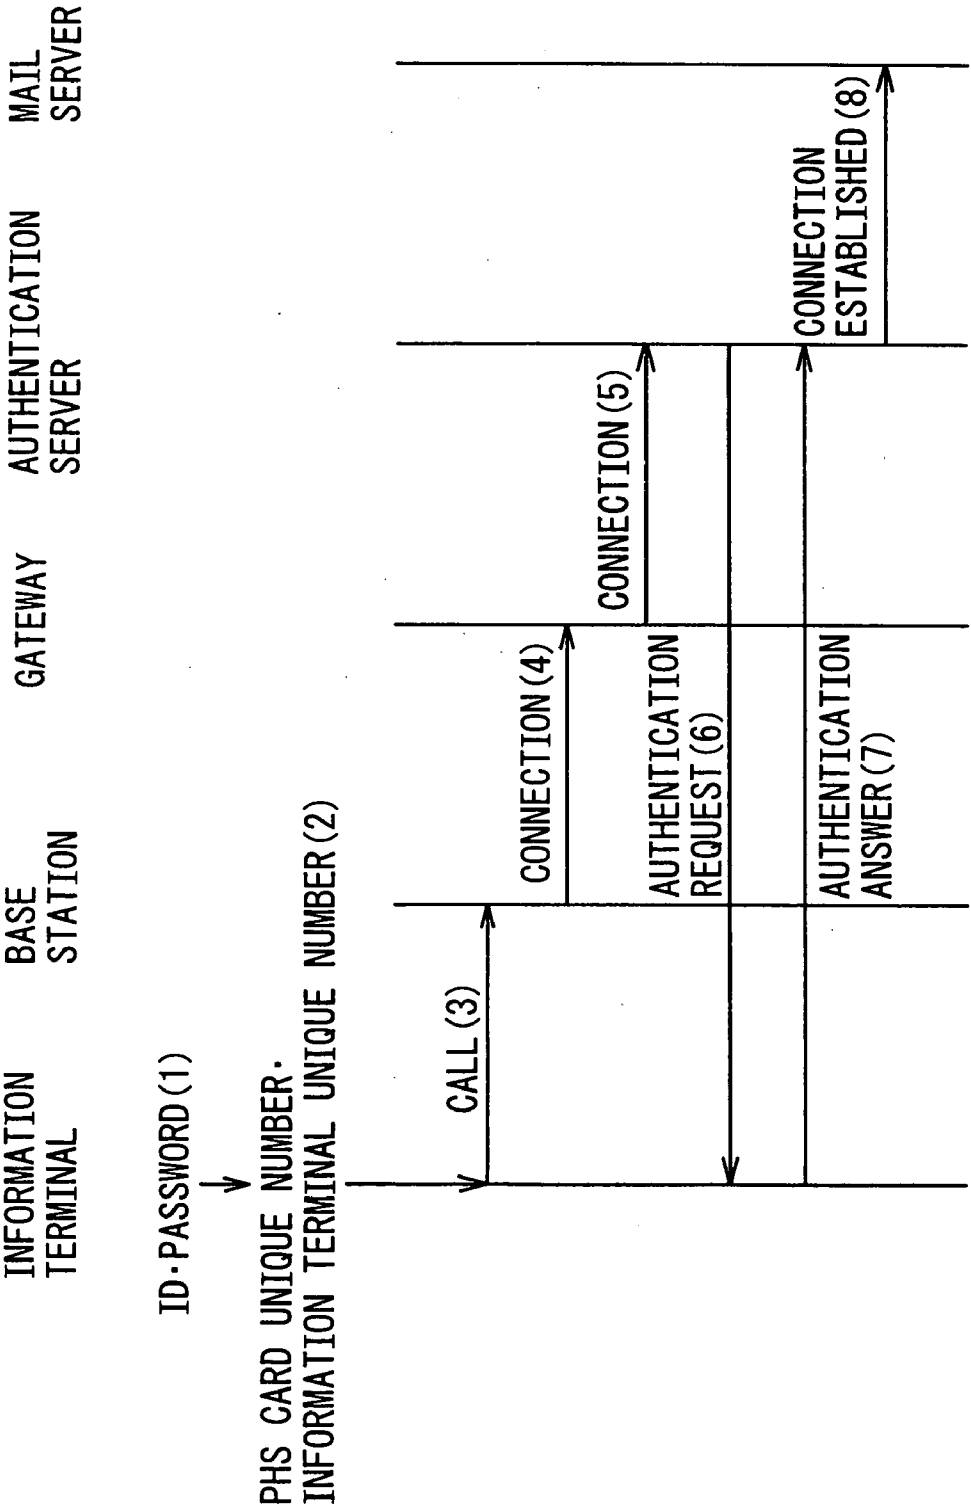 INFORMATION
TERMINAL
BASE
STATION
GATEWAY
AUTHENTICATION
SERVER
MAIL
SERVER
ID·PASSWORD(1)
PHS CARD UNIQUE NUMBER·
INFORMATION TERMINAL UNIQUE NUMBER(2)
CALL(3)
CONNECTION(4)
CONNECTION(5)
AUTHENTICATION
REQUEST(6)
AUTHENTICATION
ANSWER(7)
CONNECTION
ESTABLISHED(8)